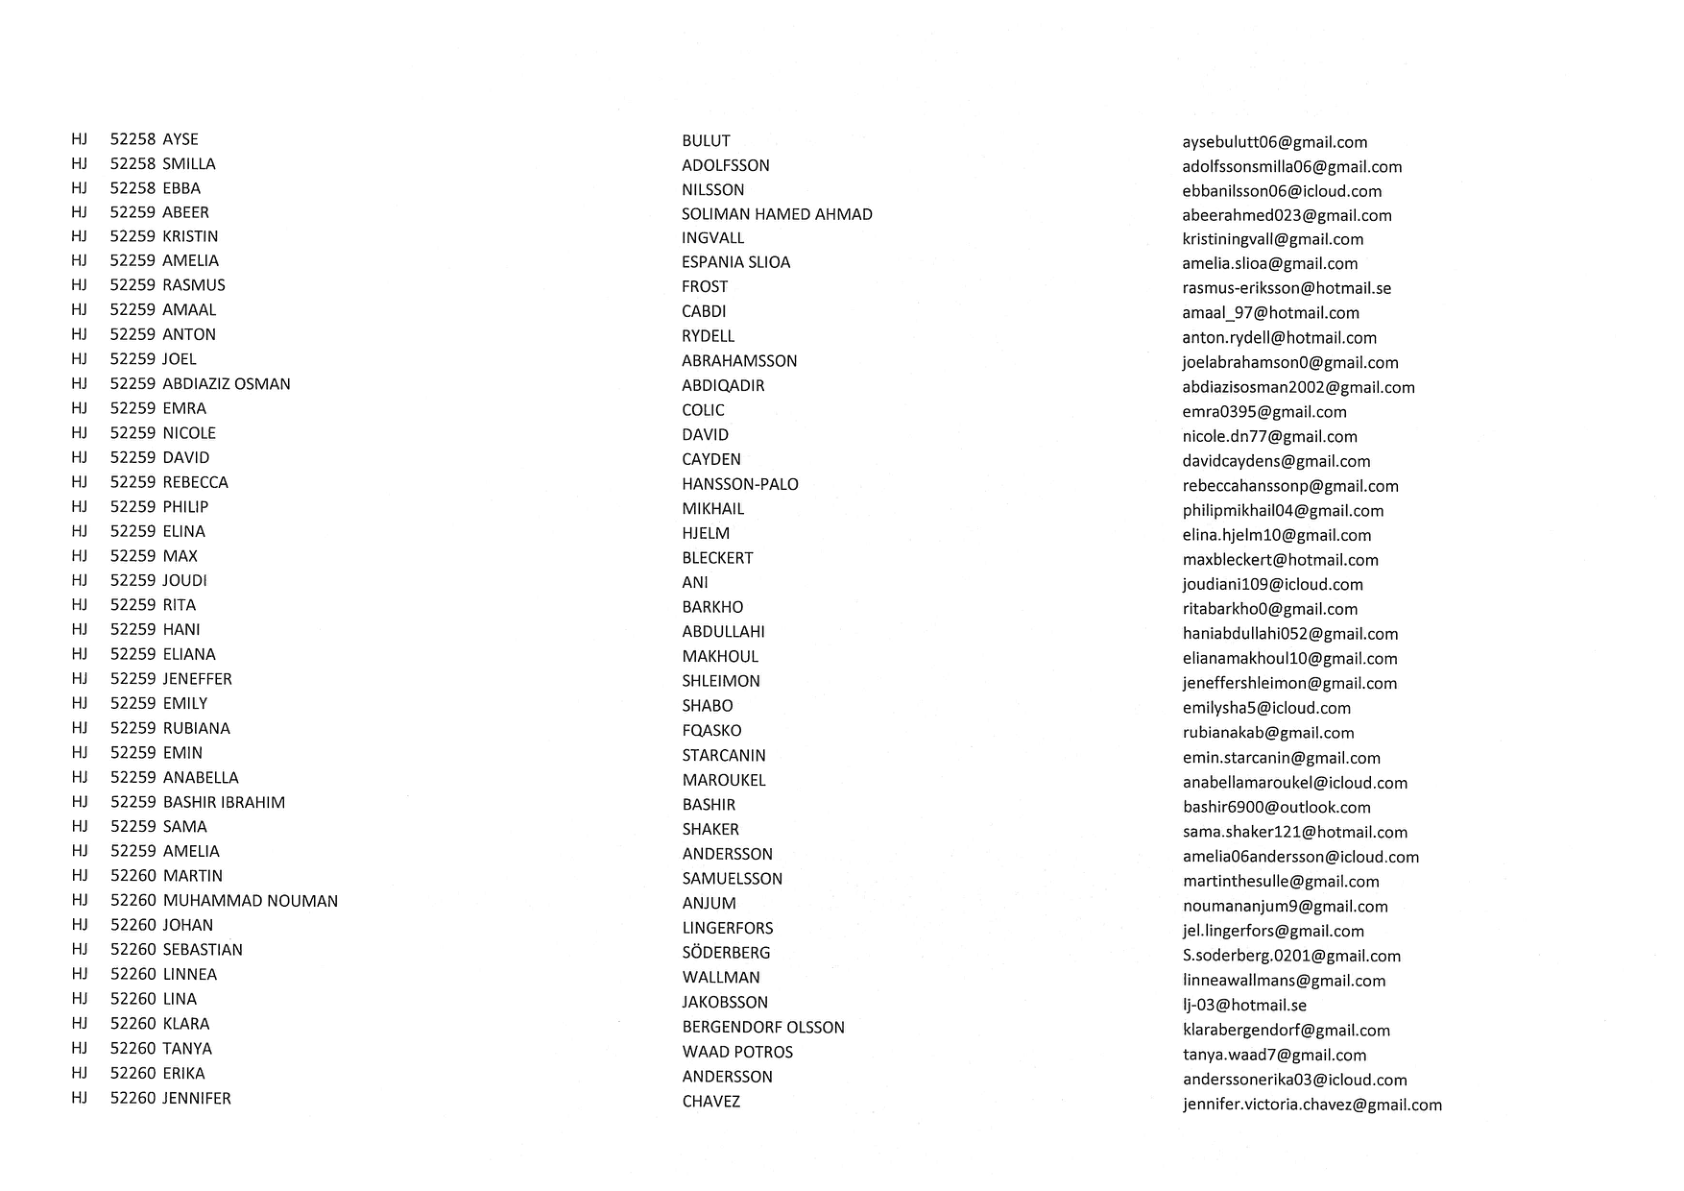 HJ 52258 AYSE BULUT aysebulutt06@gmail.com
HJ 52258 SMILLA ADOLFSSON adolfssonsmilla06@gmail.com
HJ 52258 EBBA NILSSON ebbanilsson06@icloud.com
HJ 52259 ABEER SOLIMAN HAMED AHMAD abeerahmed023@gmail.com
HJ 52259 KRISTIN INGVALL kristiningvall@gmail.com
HJ 52259 AMELIA ESPANIA SLIOA amelia.slioa@gmail.com
HJ 52259 RASMUS FROST rasmus-eriksson@hotmail.se
HJ 52259 AMAAL CABDI amaal_97@hotmail.com
HJ 52259 ANTON RYDELL anton.rydell@hotmail.com
HJ 52259 JOEL ABRAHAMSSON joelabrahamson0@gmail.com
HJ 52259 ABDIAZIZ OSMAN ABDIQADIR abdiazisosman2002@gmail.com
HJ 52259 EMRA COLIC emra0395@gmail.com
HJ 52259 NICOLE DAVID nicole.dn77@gmail.com
HJ 52259 DAVID CAYDEN davidcaydens@gmail.com
HJ 52259 REBECCA HANSSON-PALO rebeccahanssonp@gmail.com
HJ 52259 PHILIP MIKHAIL philipmikhail04@gmail.com
HJ 52259 ELINA HJELM elina.hjelm10@gmail.com
HJ 52259 MAX BLECKERT maxbleckert@hotmail.com
HJ 52259 JOUDI ANI joudiani109@icloud.com
HJ 52259 RITA BARKHO ritabarkho0@gmail.com
HJ 52259 HANI ABDULLAHI haniabdullahi052@gmail.com
HJ 52259 ELIANA MAKHOUL elianamakhoul10@gmail.com
HJ 52259 JENEFFER SHLEIMON jeneffershleimon@gmail.com
HJ 52259 EMILY SHABO emilysha5@icloud.com
HJ 52259 RUBIANA FQASKO rubianakab@gmail.com
HJ 52259 EMIN STARCANIN emin.starcanin@gmail.com
HJ 52259 ANABELLA MAROUKEL anabellamaroukel@icloud.com
HJ 52259 BASHIR IBRAHIM BASHIR bashir6900@outlook.com
HJ 52259 SAMA SHAKER sama.shaker121@hotmail.com
HJ 52259 AMELIA ANDERSSON amelia06andersson@icloud.com
HJ 52260 MARTIN SAMUELSSON martinthesulle@gmail.com
HJ 52260 MUHAMMAD NOUMAN ANJUM noumananjum9@gmail.com
HJ 52260 JOHAN LINGERFORS jel.lingerfors@gmail.com
HJ 52260 SEBASTIAN SÖDERBERG S.soderberg.0201@gmail.com
HJ 52260 LINNEA WALLMAN linneawallmans@gmail.com
HJ 52260 LINA JAKOBSSON lj-03@hotmail.se
HJ 52260 KLARA BERGENDORF OLSSON klarabergendorf@gmail.com
HJ 52260 TANYA WAAD POTROS tanya.waad7@gmail.com
HJ 52260 ERIKA ANDERSSON anderssonerika03@icloud.com
HJ 52260 JENNIFER CHAVEZ jennifer.victoria.chavez@gmail.com